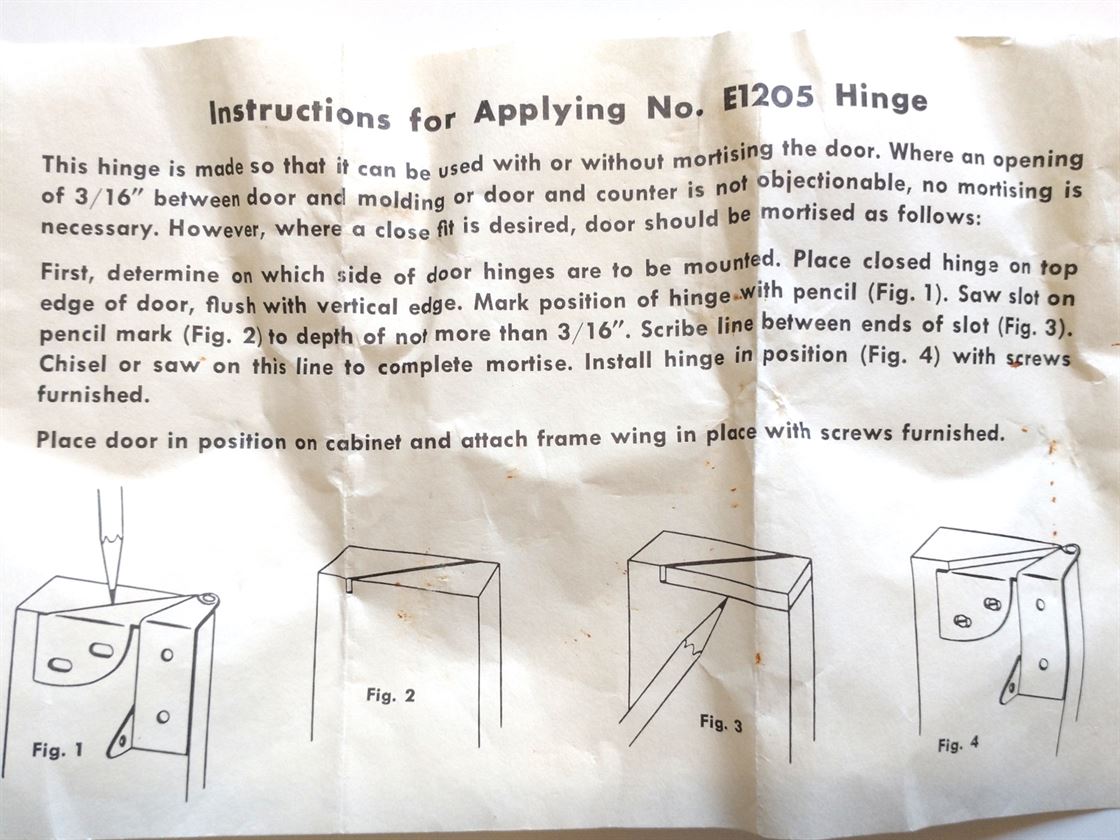 Instructions for Applying No. E1205 Hinge
This hinge is made so that it can be used with or without mortising the door. Where an opening
of 3/16" between door and molding or door and counter is not objectionable, no mortising is
necessary. However, where a close fit is desired, door should be mortised as follows:
First, determine on which side of door hinges are to be mounted. Place closed hinge on top
edge of door, flush with vertical edge. Mark position of hinge with pencil (Fig. 1). Saw slot on
pencil mark (Fig. 2) to depth of not more than 3/16". Scribe line between ends of slot (Fig. 3).
Chisel or saw on this line to complete mortise. Install hinge in position (Fig. 4) with screws
furnished.
Place door in position on cabinet and attach frame wing in place with screws furnished.
Fig. 1
Fig. 2
Fig. 3
Fig. 4